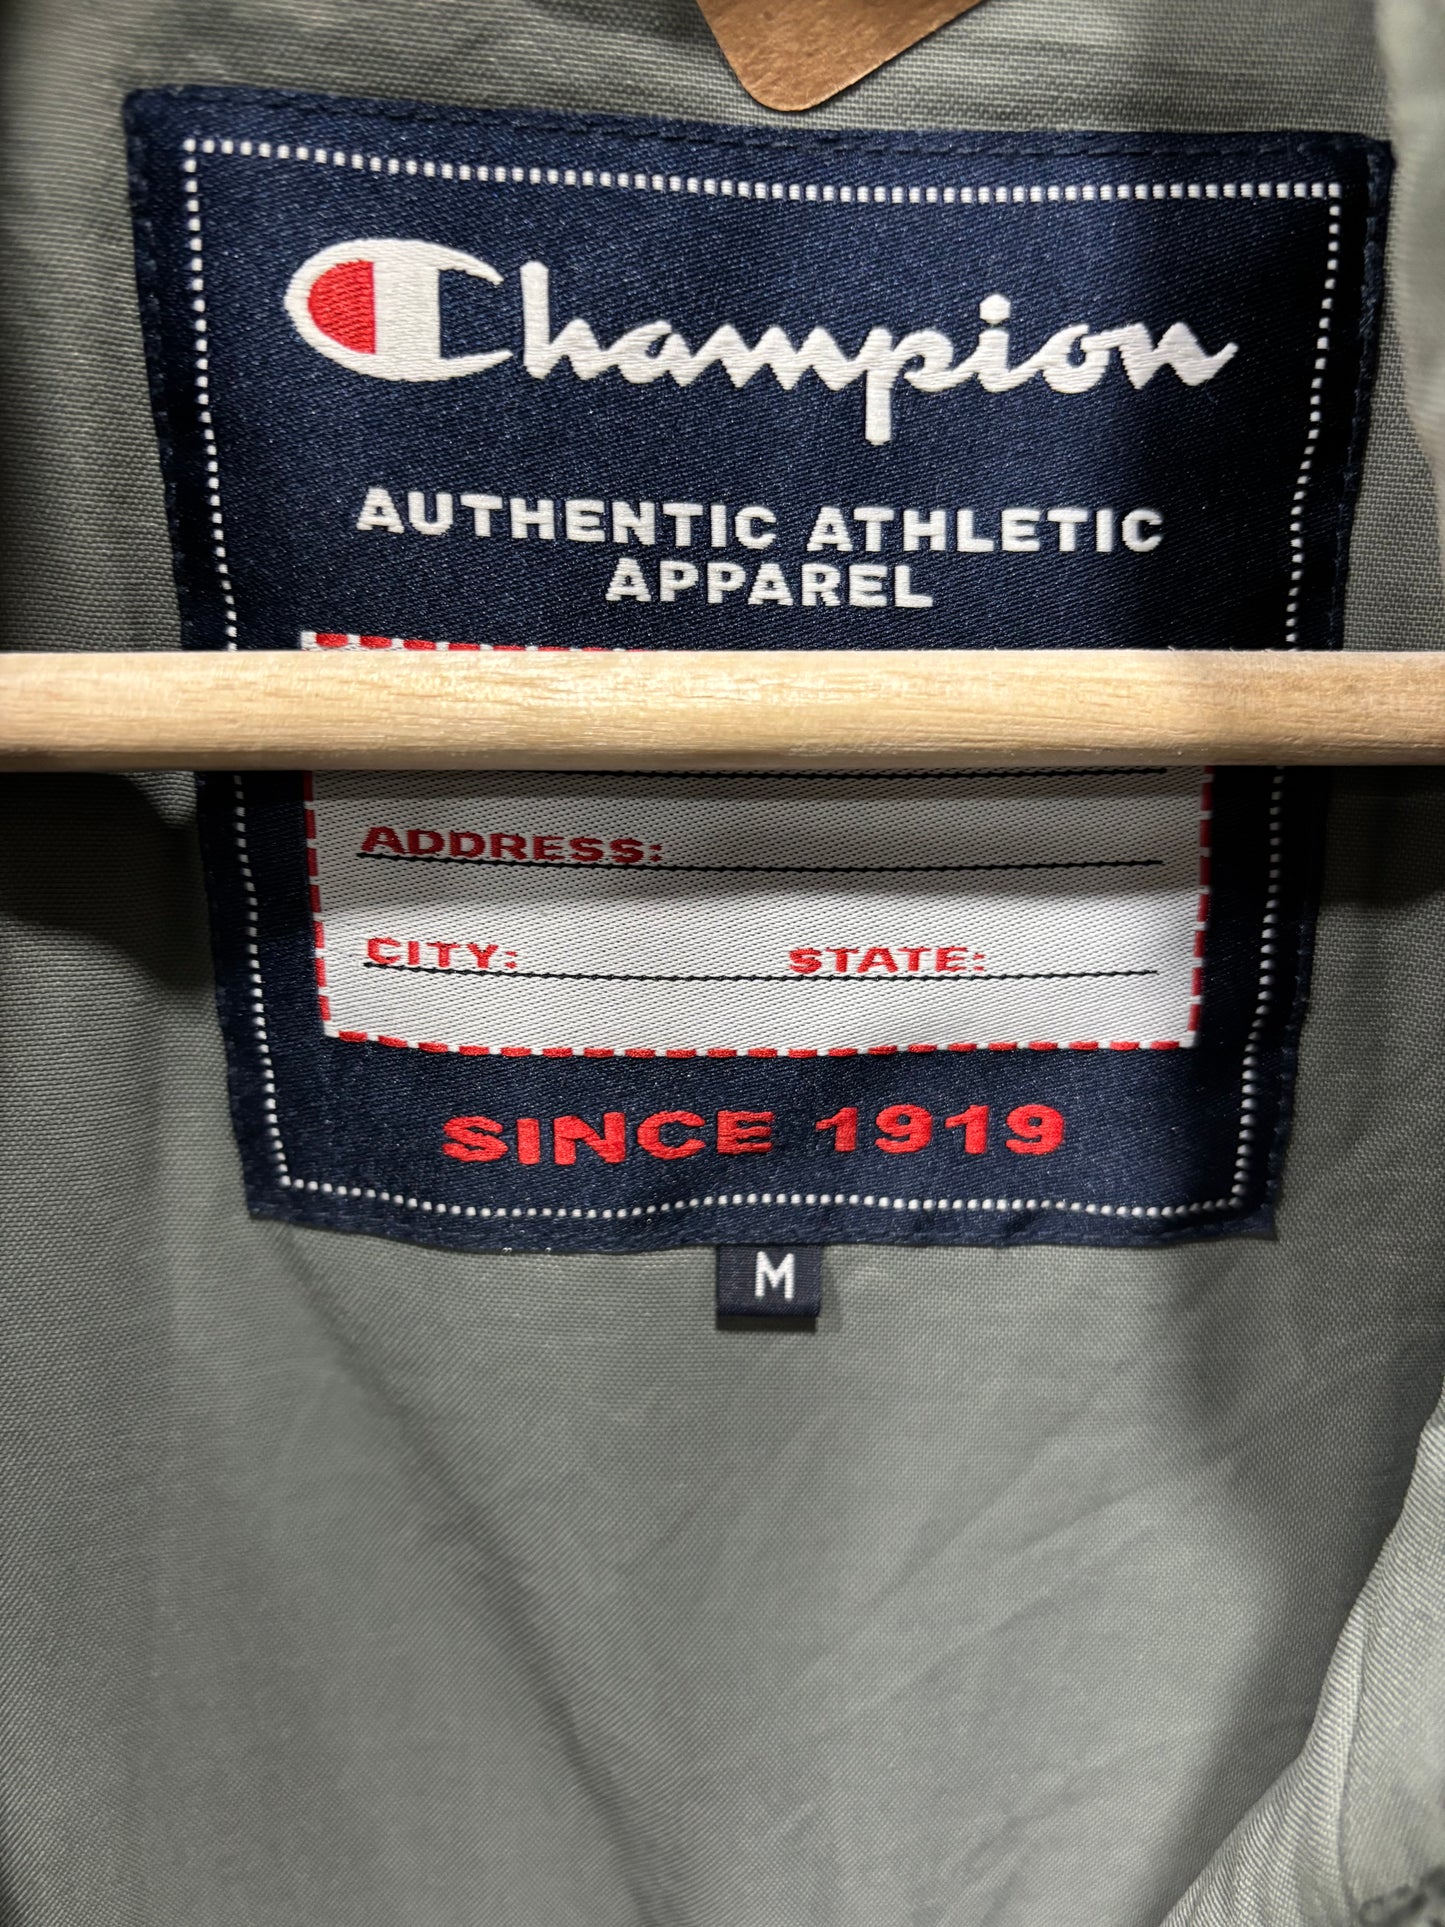 Champion
AUTHENTIC ATHLETIC
APPAREL
ADDRESS:
CITY: STATE:
SINCE 1919
M